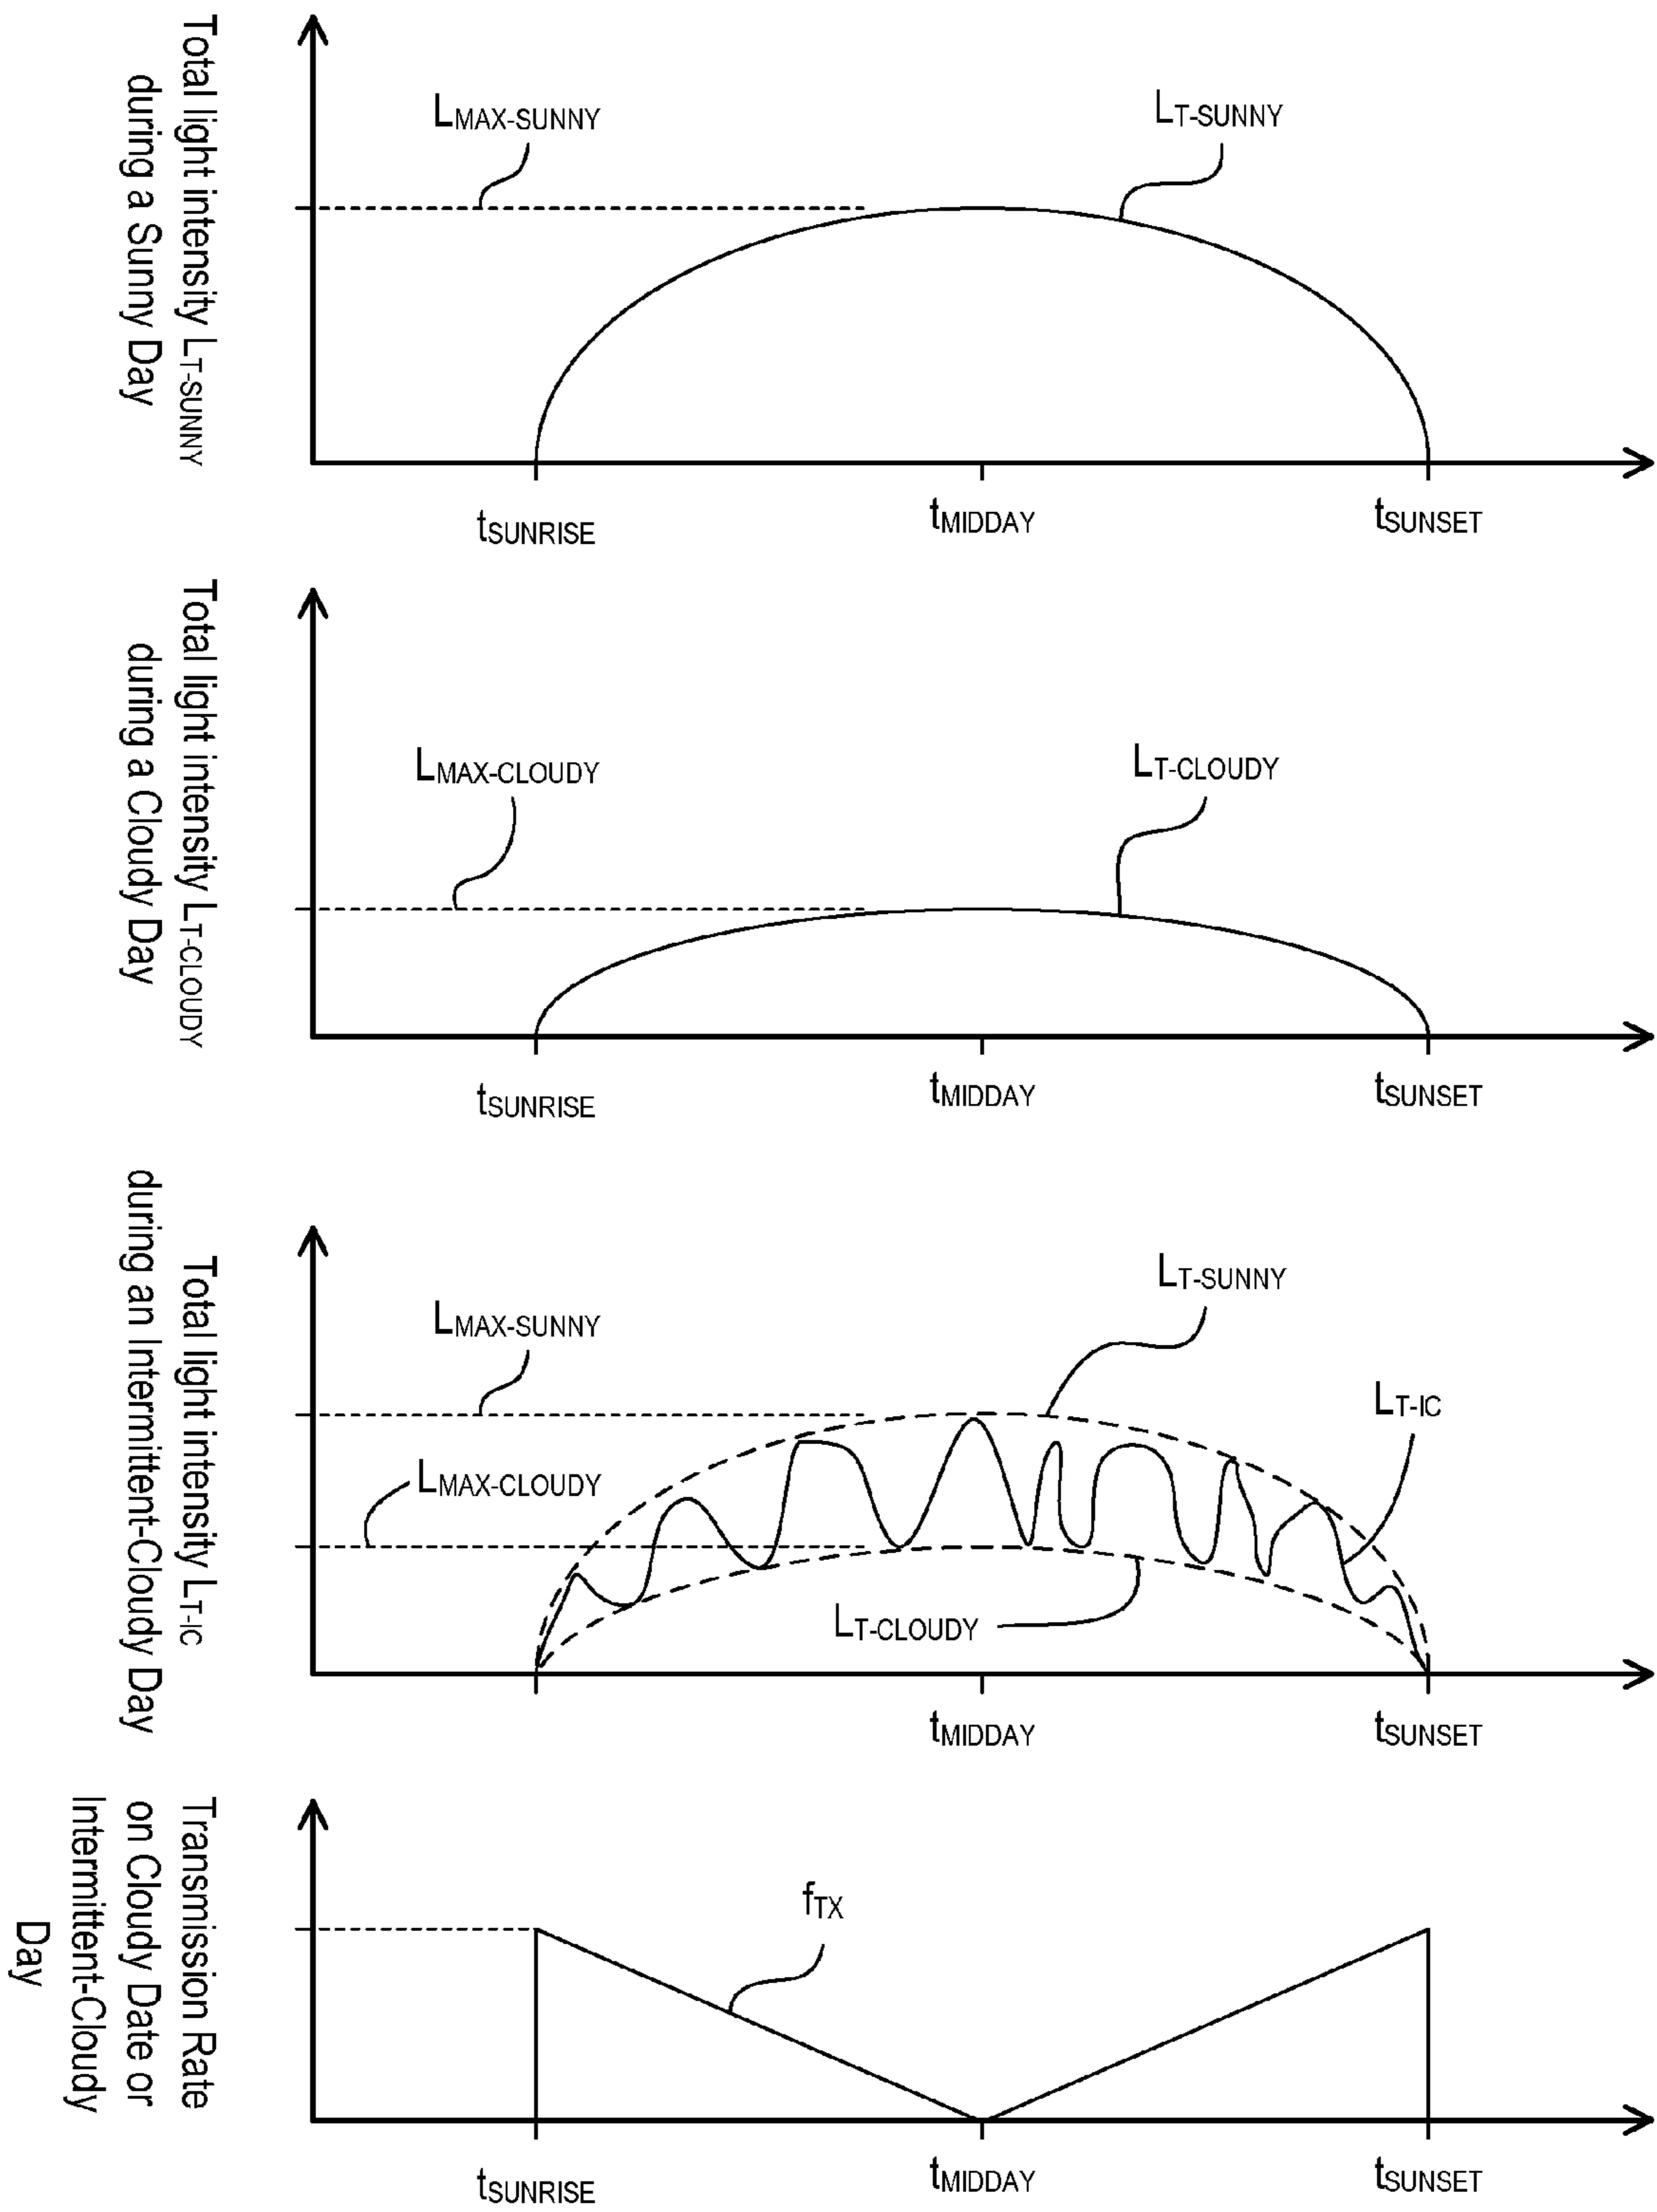 Total light intensity LT-SUNNY
during a Sunny Day
LMAX-SUNNY
LT-SUNNY
tSUNRISE
tMIDDAY
tSUNSET
Total light intensity LT-CLOUDY
during a Cloudy Day
LMAX-CLOUDY
LT-CLOUDY
tSUNRISE
tMIDDAY
tSUNSET
Total light intensity LT-IC
during an Intermittent-Cloudy Day
LMAX-SUNNY
LT-SUNNY
LT-IC
LMAX-CLOUDY
LT-CLOUDY
tMIDDAY
tSUNSET
Transmission Rate
on Cloudy Date or
Intermitttent-Cloudy
Day
fTX
tSUNRISE
tMIDDAY
tSUNSET